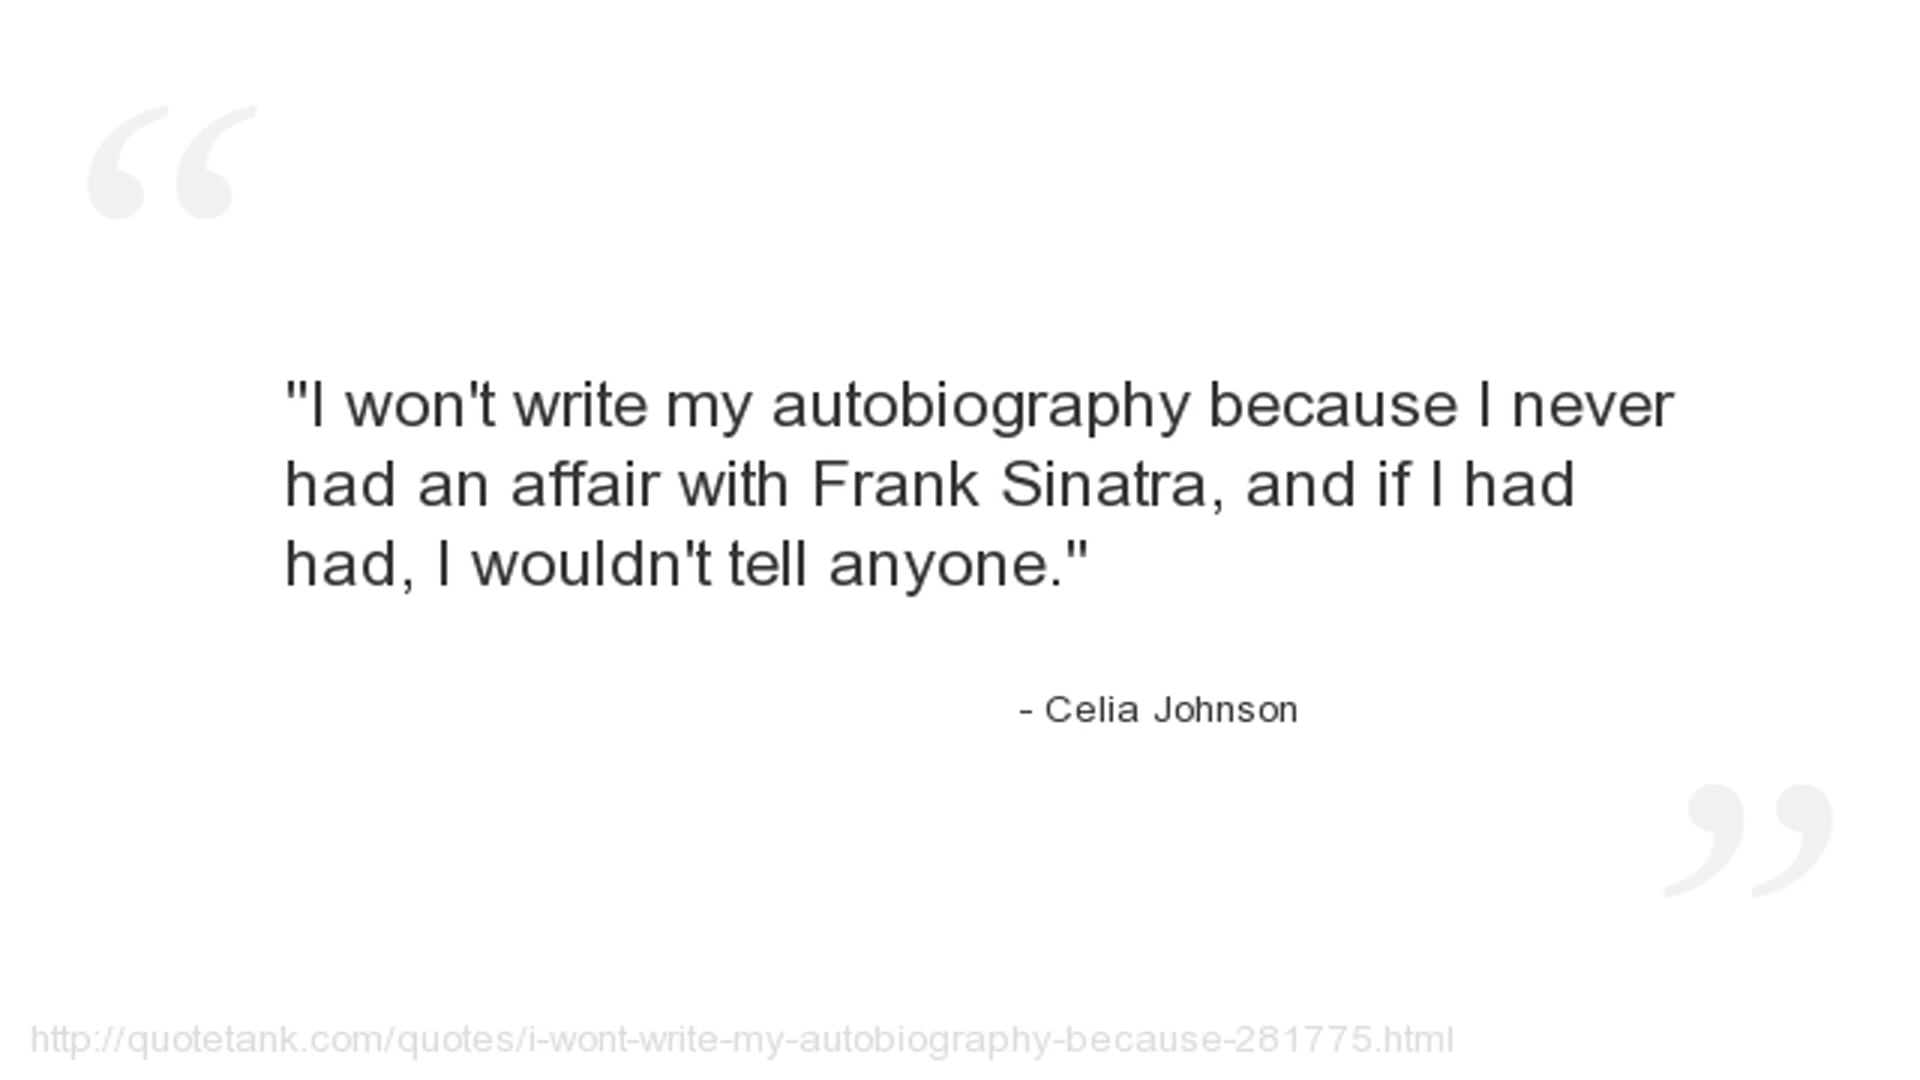 "I won't write my autobiography because I never
had an affair with Frank Sinatra, and if I had
had, I wouldn't tell anyone."
- Celia Johnson
http://quotetank.com/quotes/i-wont-write-my-autobiography-because-281775.html